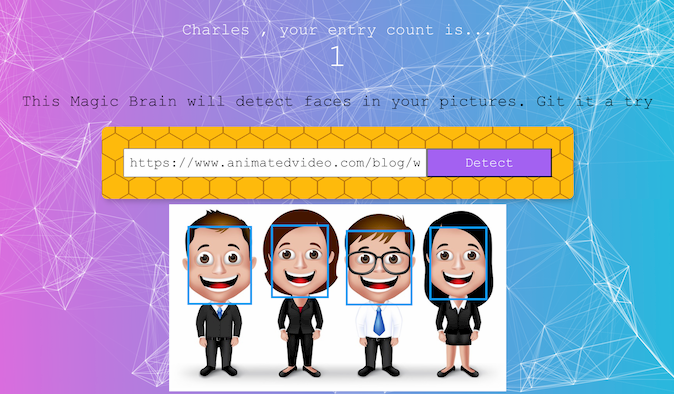 Charles , your entry count is...
1
This Magic Brain will detect faces in your pictures. Git it a try
https://www.animatedvideo.com/blog/w
Detect